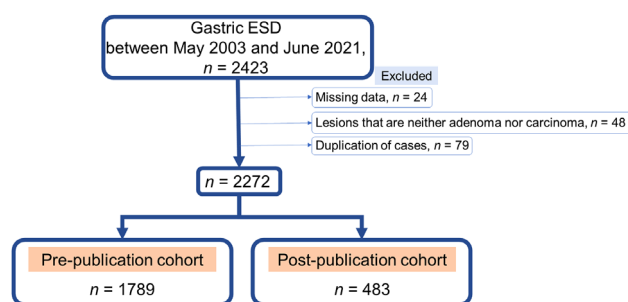 Gastric ESD
between May 2003 and June 2021,
n = 2423
Excluded
Missing data, n = 24
Lesions that are neither adenoma nor carcinoma, n = 48
Duplication of cases, n = 79
n = 2272
Pre-publication cohort
n = 1789
Post-publication cohort
n = 483